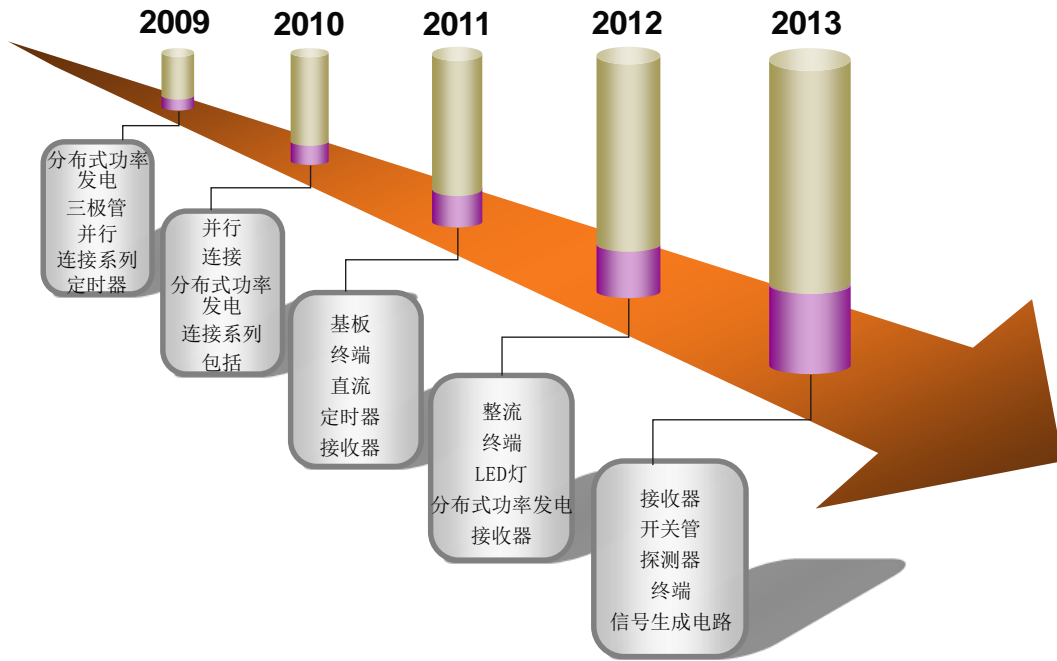 2009
2010
2011
2012
2013
分布式功率
发电
三极管
并行
连接系列
定时器
并行
连接
分布式功率
发电
连接系列
包括
基板
终端
直流
定时器
接收器
整流
终端
LED灯
分布式功率发电
接收器
接收器
开关管
探测器
终端
信号生成电路